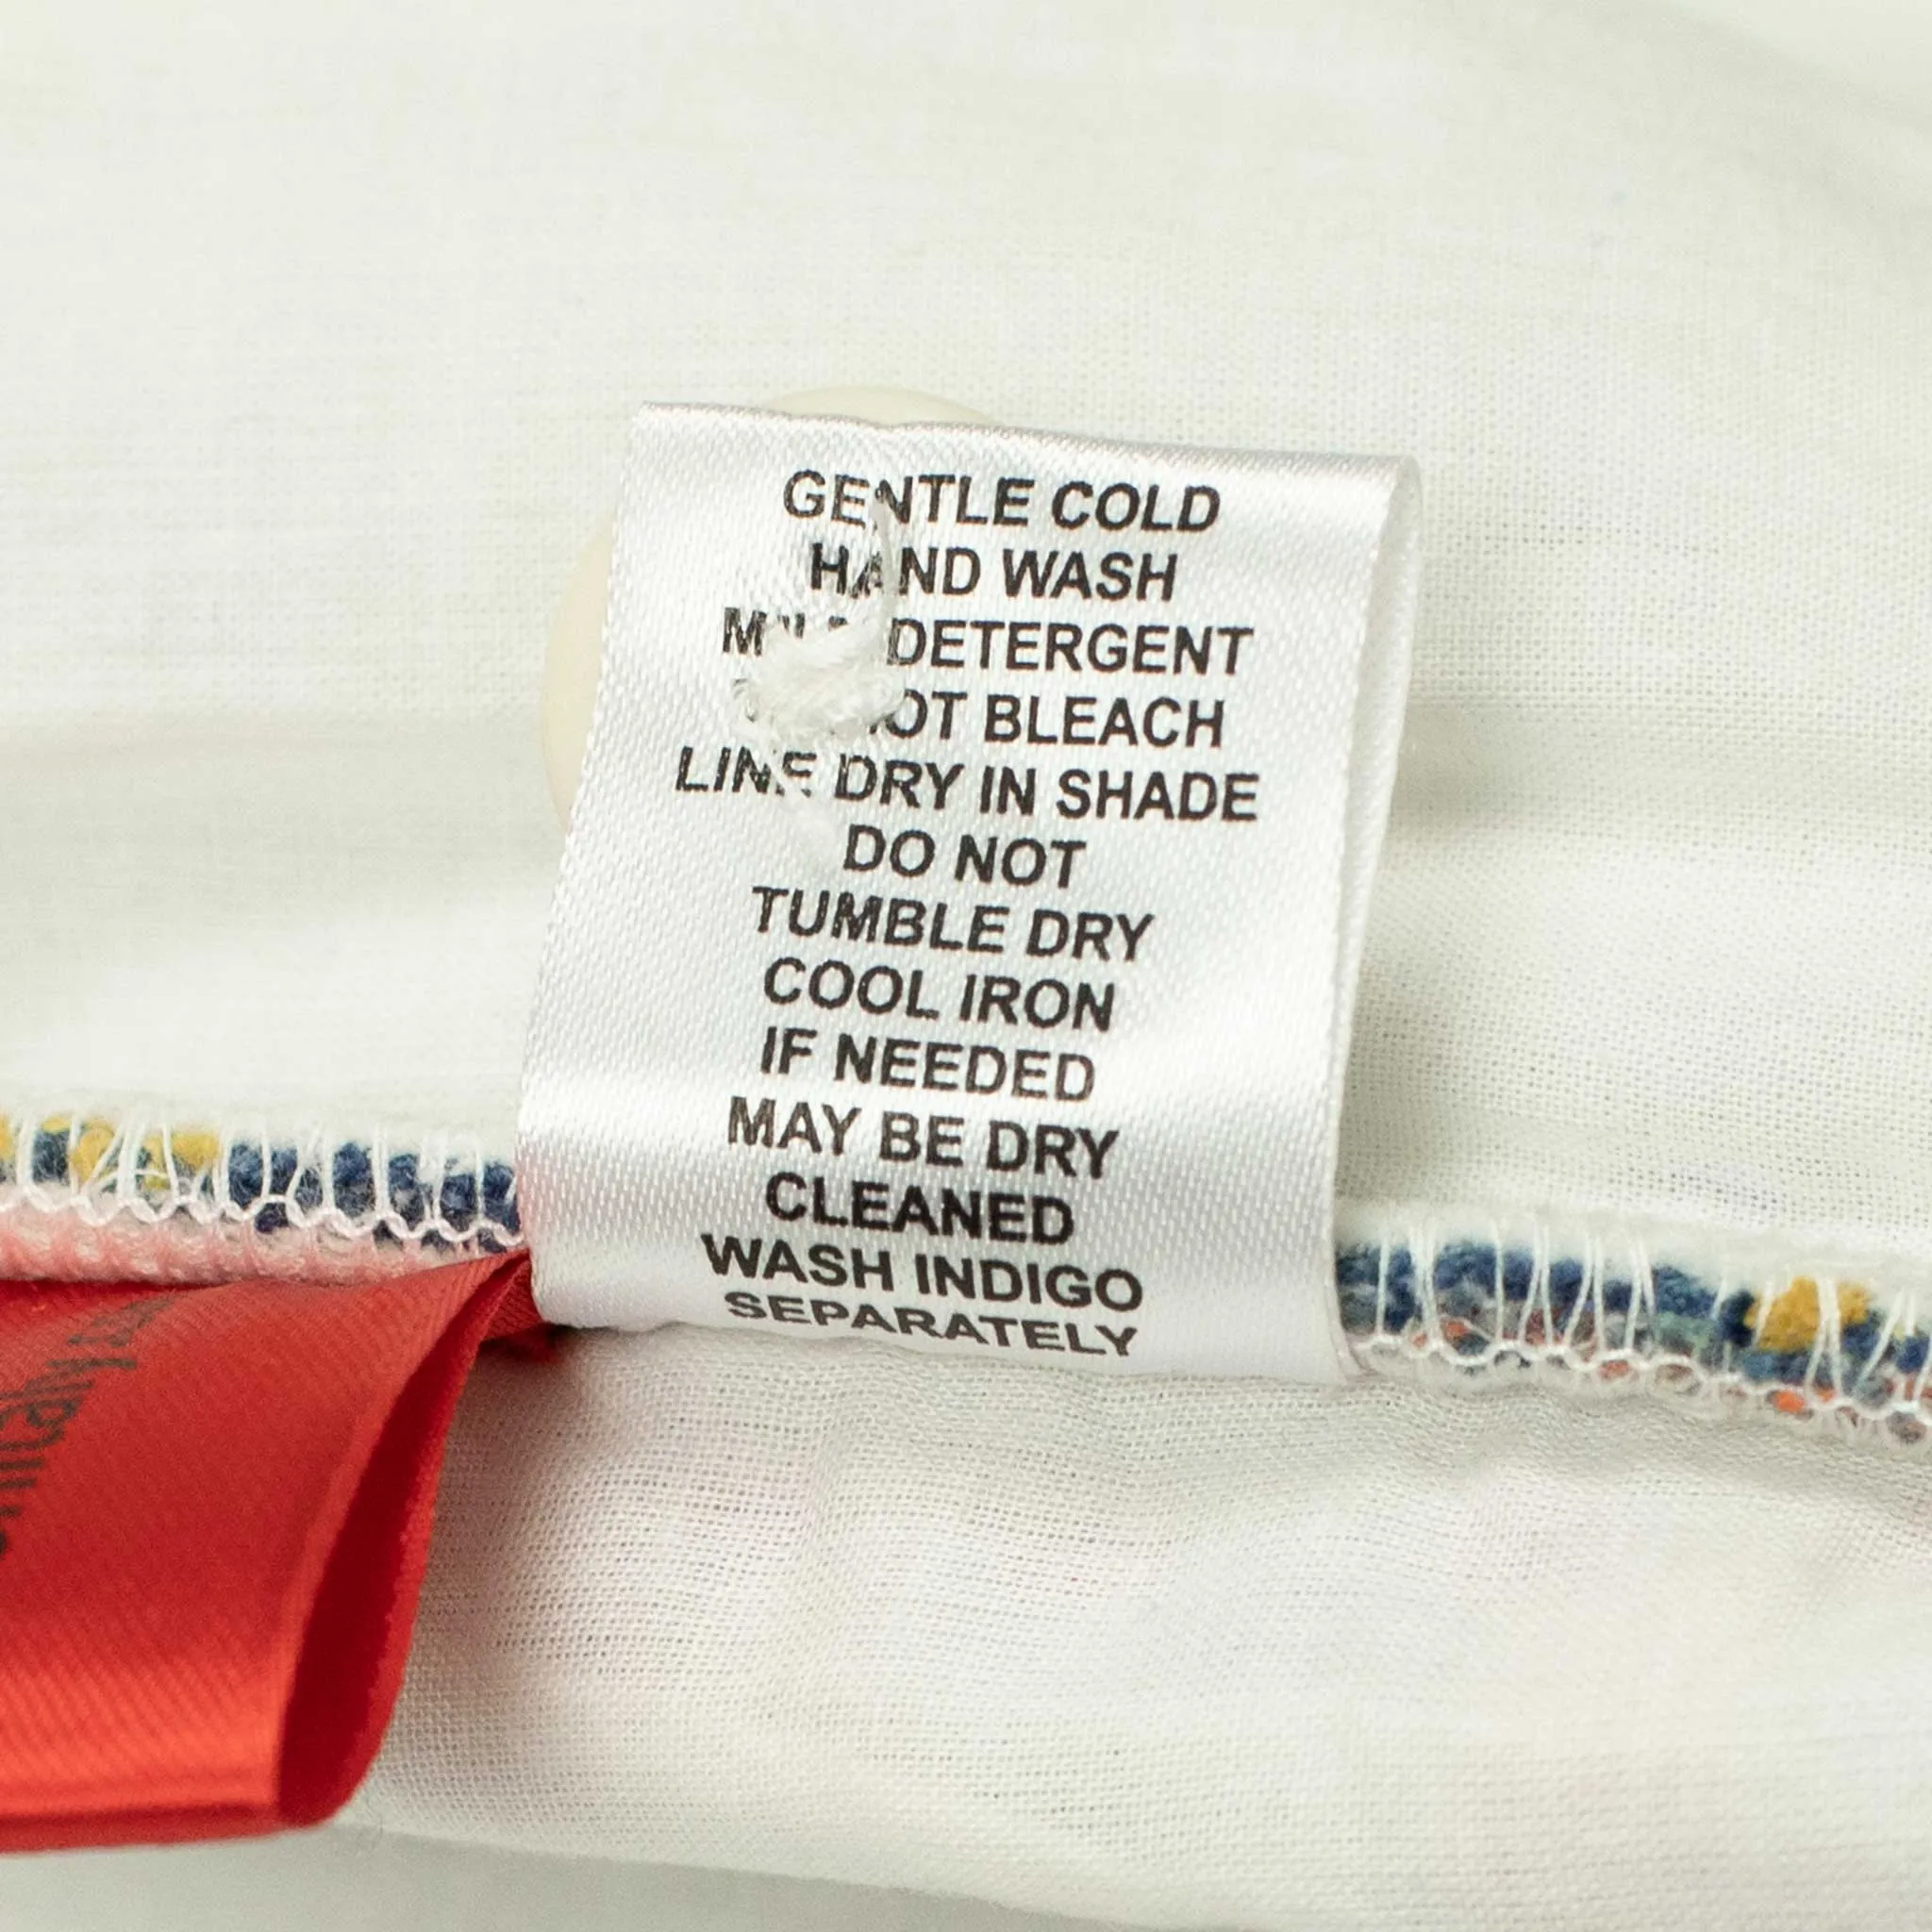 GENTLE COLD
HAND WASH
DETERGENT
BLEACH
LINE DRY IN SHADE
DO NOT
TUMBLE DRY
COOL IRON
IF NEEDED
MAY BE DRY
CLEANED
WASH INDIGO
SEPARATELY